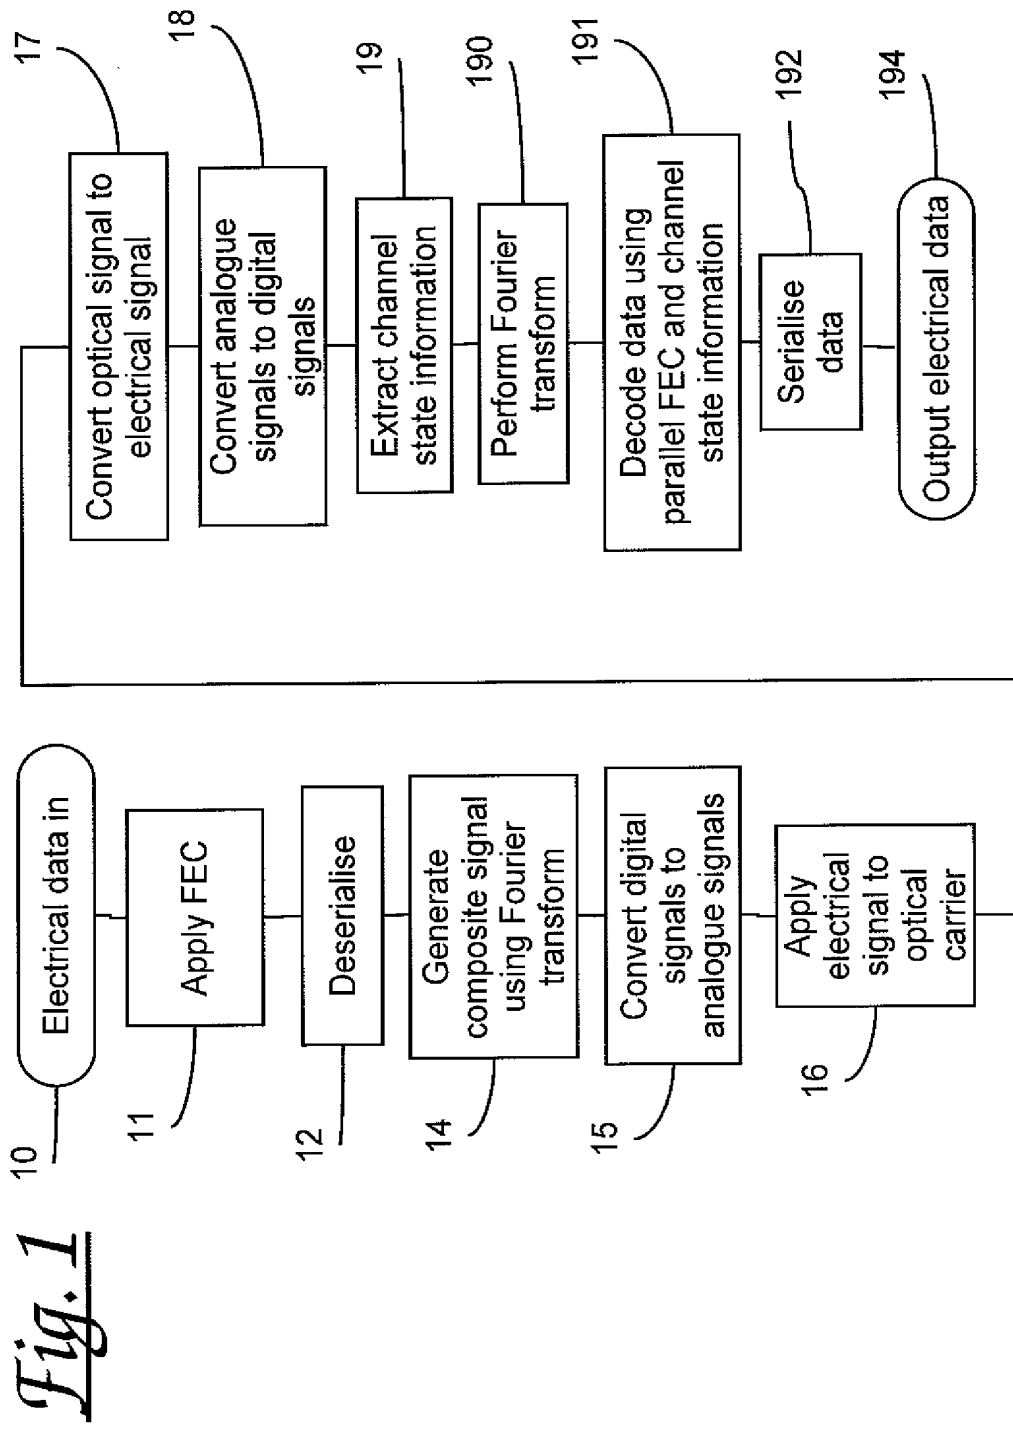 Fig. 1
10
Electrical data in
11
Apply FEC
12
Deserialise
14
Generate
composite signal
using Fourier
transform
15
Convert digital
signals to
analogue signals
16
Apply
electrical
signal to
optical
carrier
17
Convert optical signal to
electrical signal
18
Convert analogue
signals to digital
signals
19
Extract channel
state information
190
Perform Fourier
transform
191
Decode data using
parallel FEC and channel
state information
192
Serialise
data
194
Output electrical data